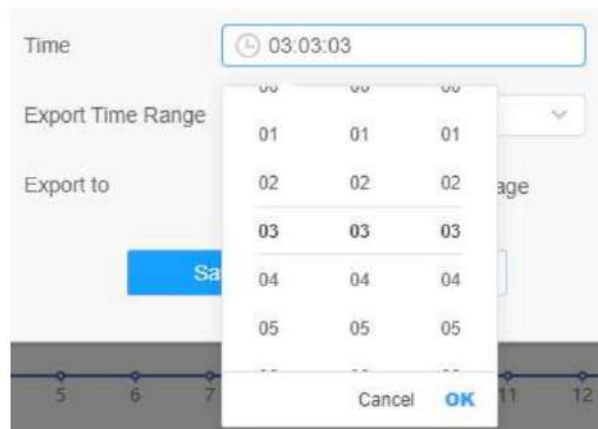 Time
03:03:03
Export Time Range
01 01 01
Export to
02 02 02
age
03 03 03
Sa
04 04 04
05 05 05
5 6 7
Cancel OK
11 12